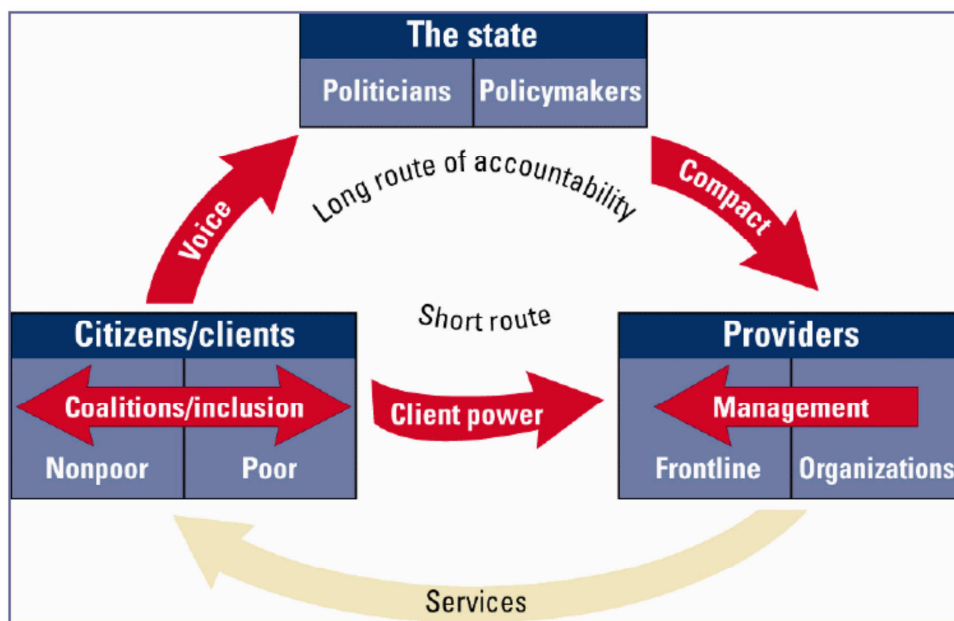 The state
Politicians
Policymakers
Long route of accountability
Voice
Compact
Short route
Citizens/clients
Providers
Coalitions/inclusion
Client power
Management
Nonpoor
Poor
Frontline
Organizations
Services